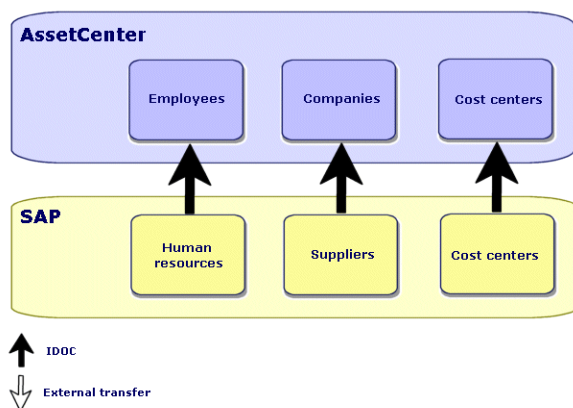 AssetCenter
Employees
Companies
Cost centers
SAP
Human
resources
Suppliers
Cost centers
IDOC
External transfer